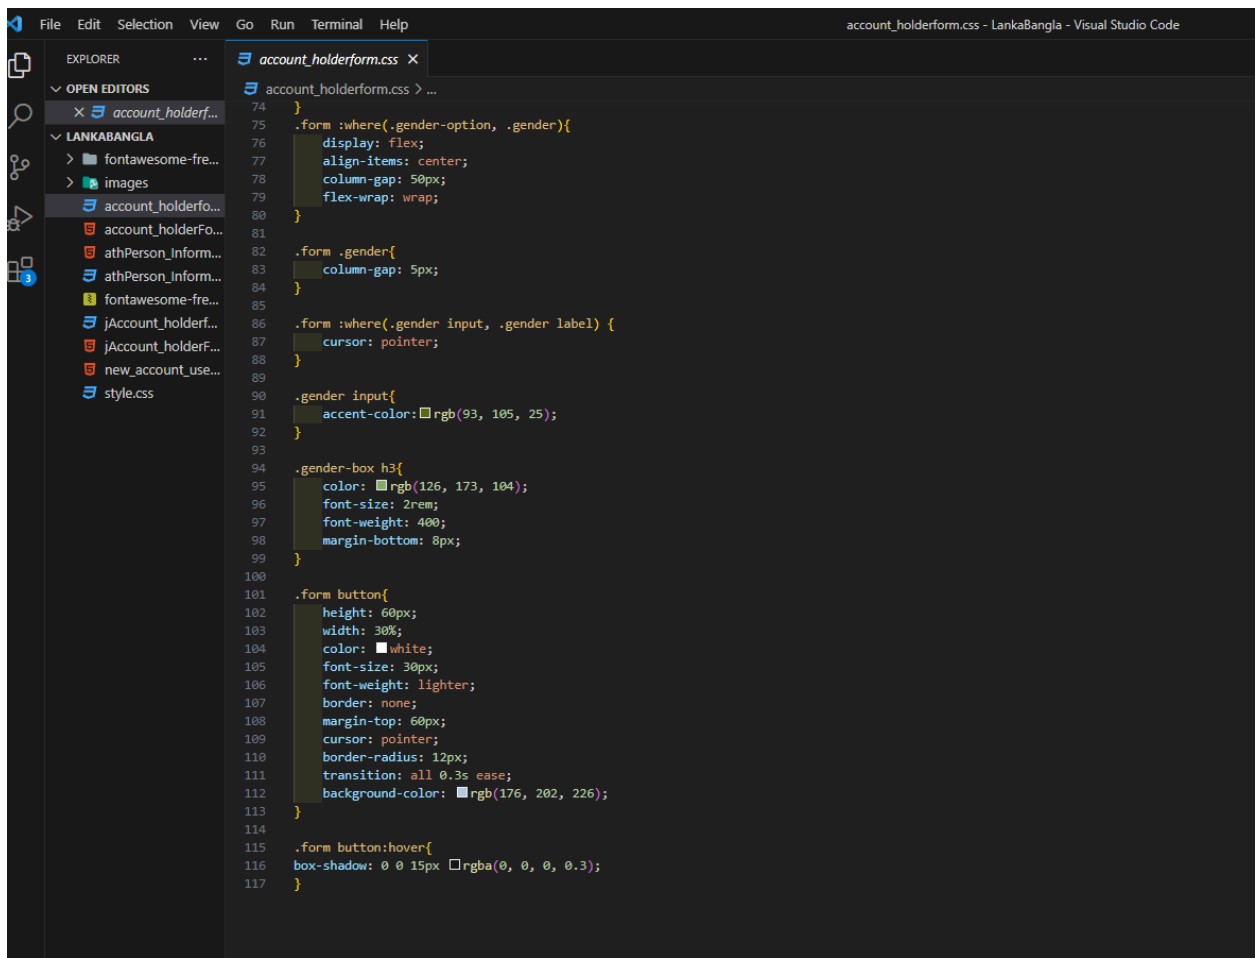 File Edit Selection View Go Run Terminal Help account_holderform.css - LankaBangla - Visual Studio Code
EXPLORER ...
OPEN EDITORS
account_holderf...
LANKABANGLA
fontawesome-fre...
images
account_holderfo...
account_holderFo...
athPerson_Inform...
athPerson_Inform...
fontawesome-fre...
jAccount_holderf...
jAccount_holderF...
new_account_use...
style.css
3
account_holderform.css
account_holderform.css > ...
74 }
75 .form :where(.gender-option, .gender){
76 display: flex;
77 align-items: center;
78 column-gap: 50px;
79 flex-wrap: wrap;
80 }
81
82 .form .gender{
83 column-gap: 5px;
84 }
85
86 .form :where(.gender input, .gender label) {
87 cursor: pointer;
88 }
89
90 .gender input{
91 accent-color: rgb(93, 105, 25);
92 }
93
94 .gender-box h3{
95 color: rgb(126, 173, 104);
96 font-size: 2rem;
97 font-weight: 400;
98 margin-bottom: 8px;
99 }
100
101 .form button{
102 height: 60px;
103 width: 30%;
104 color: white;
105 font-size: 30px;
106 font-weight: lighter;
107 border: none;
108 margin-top: 60px;
109 cursor: pointer;
110 border-radius: 12px;
111 transition: all 0.3s ease;
112 background-color: rgb(176, 202, 226);
113 }
114
115 .form button:hover{
116 box-shadow: 0 0 15px rgba(0, 0, 0, 0.3);
117 }